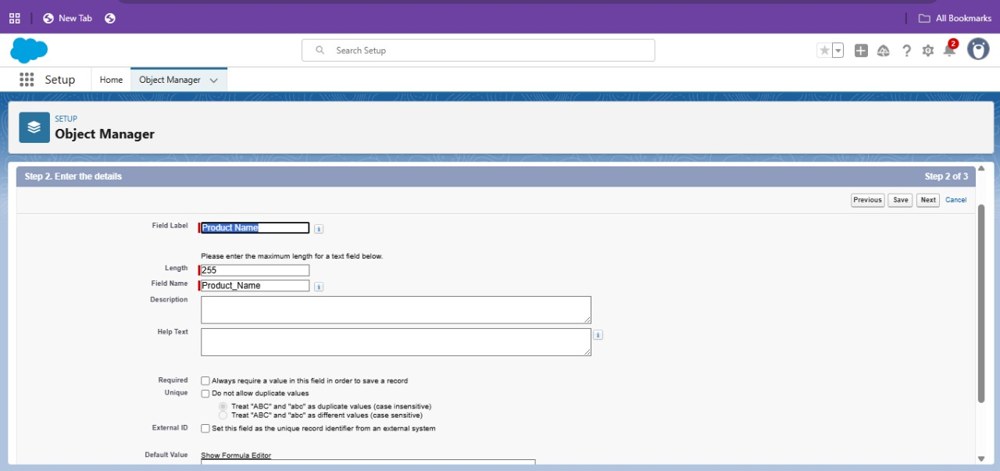 New Tab
All Bookmarks
Search Setup
2
Setup Home Object Manager
SETUP
Object Manager
Step 2. Enter the details Step 2 of 3
Previous Save Next Cancel
Field Label Product Name
Please enter the maximum length for a text field below.
Length 255
Field Name Product_Name
Description
Help Text
Required Always require a value in this field in order to save a record
Unique Do not allow duplicate values
Treat "ABC" and "abc" as duplicate values (case insensitive)
Treat "ABC" and "abc" as different values (case sensitive)
External ID Set this field as the unique record identifier from an external system
Default Value Show Formula Editor